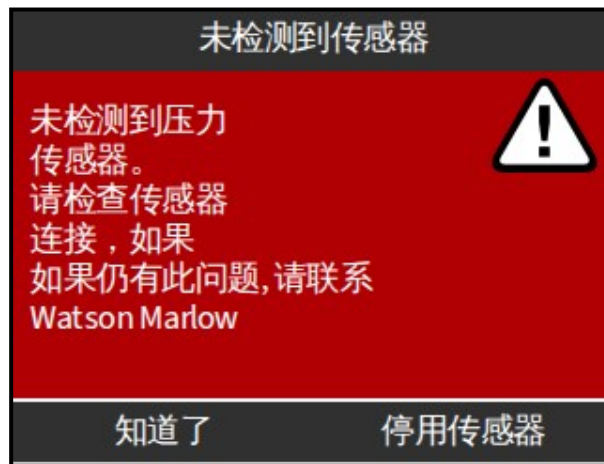 未检测到传感器
未检测到压力
传感器。
请检查传感器
连接，如果
如果仍有此问题, 请联系
Watson Marlow
知道了
停用传感器